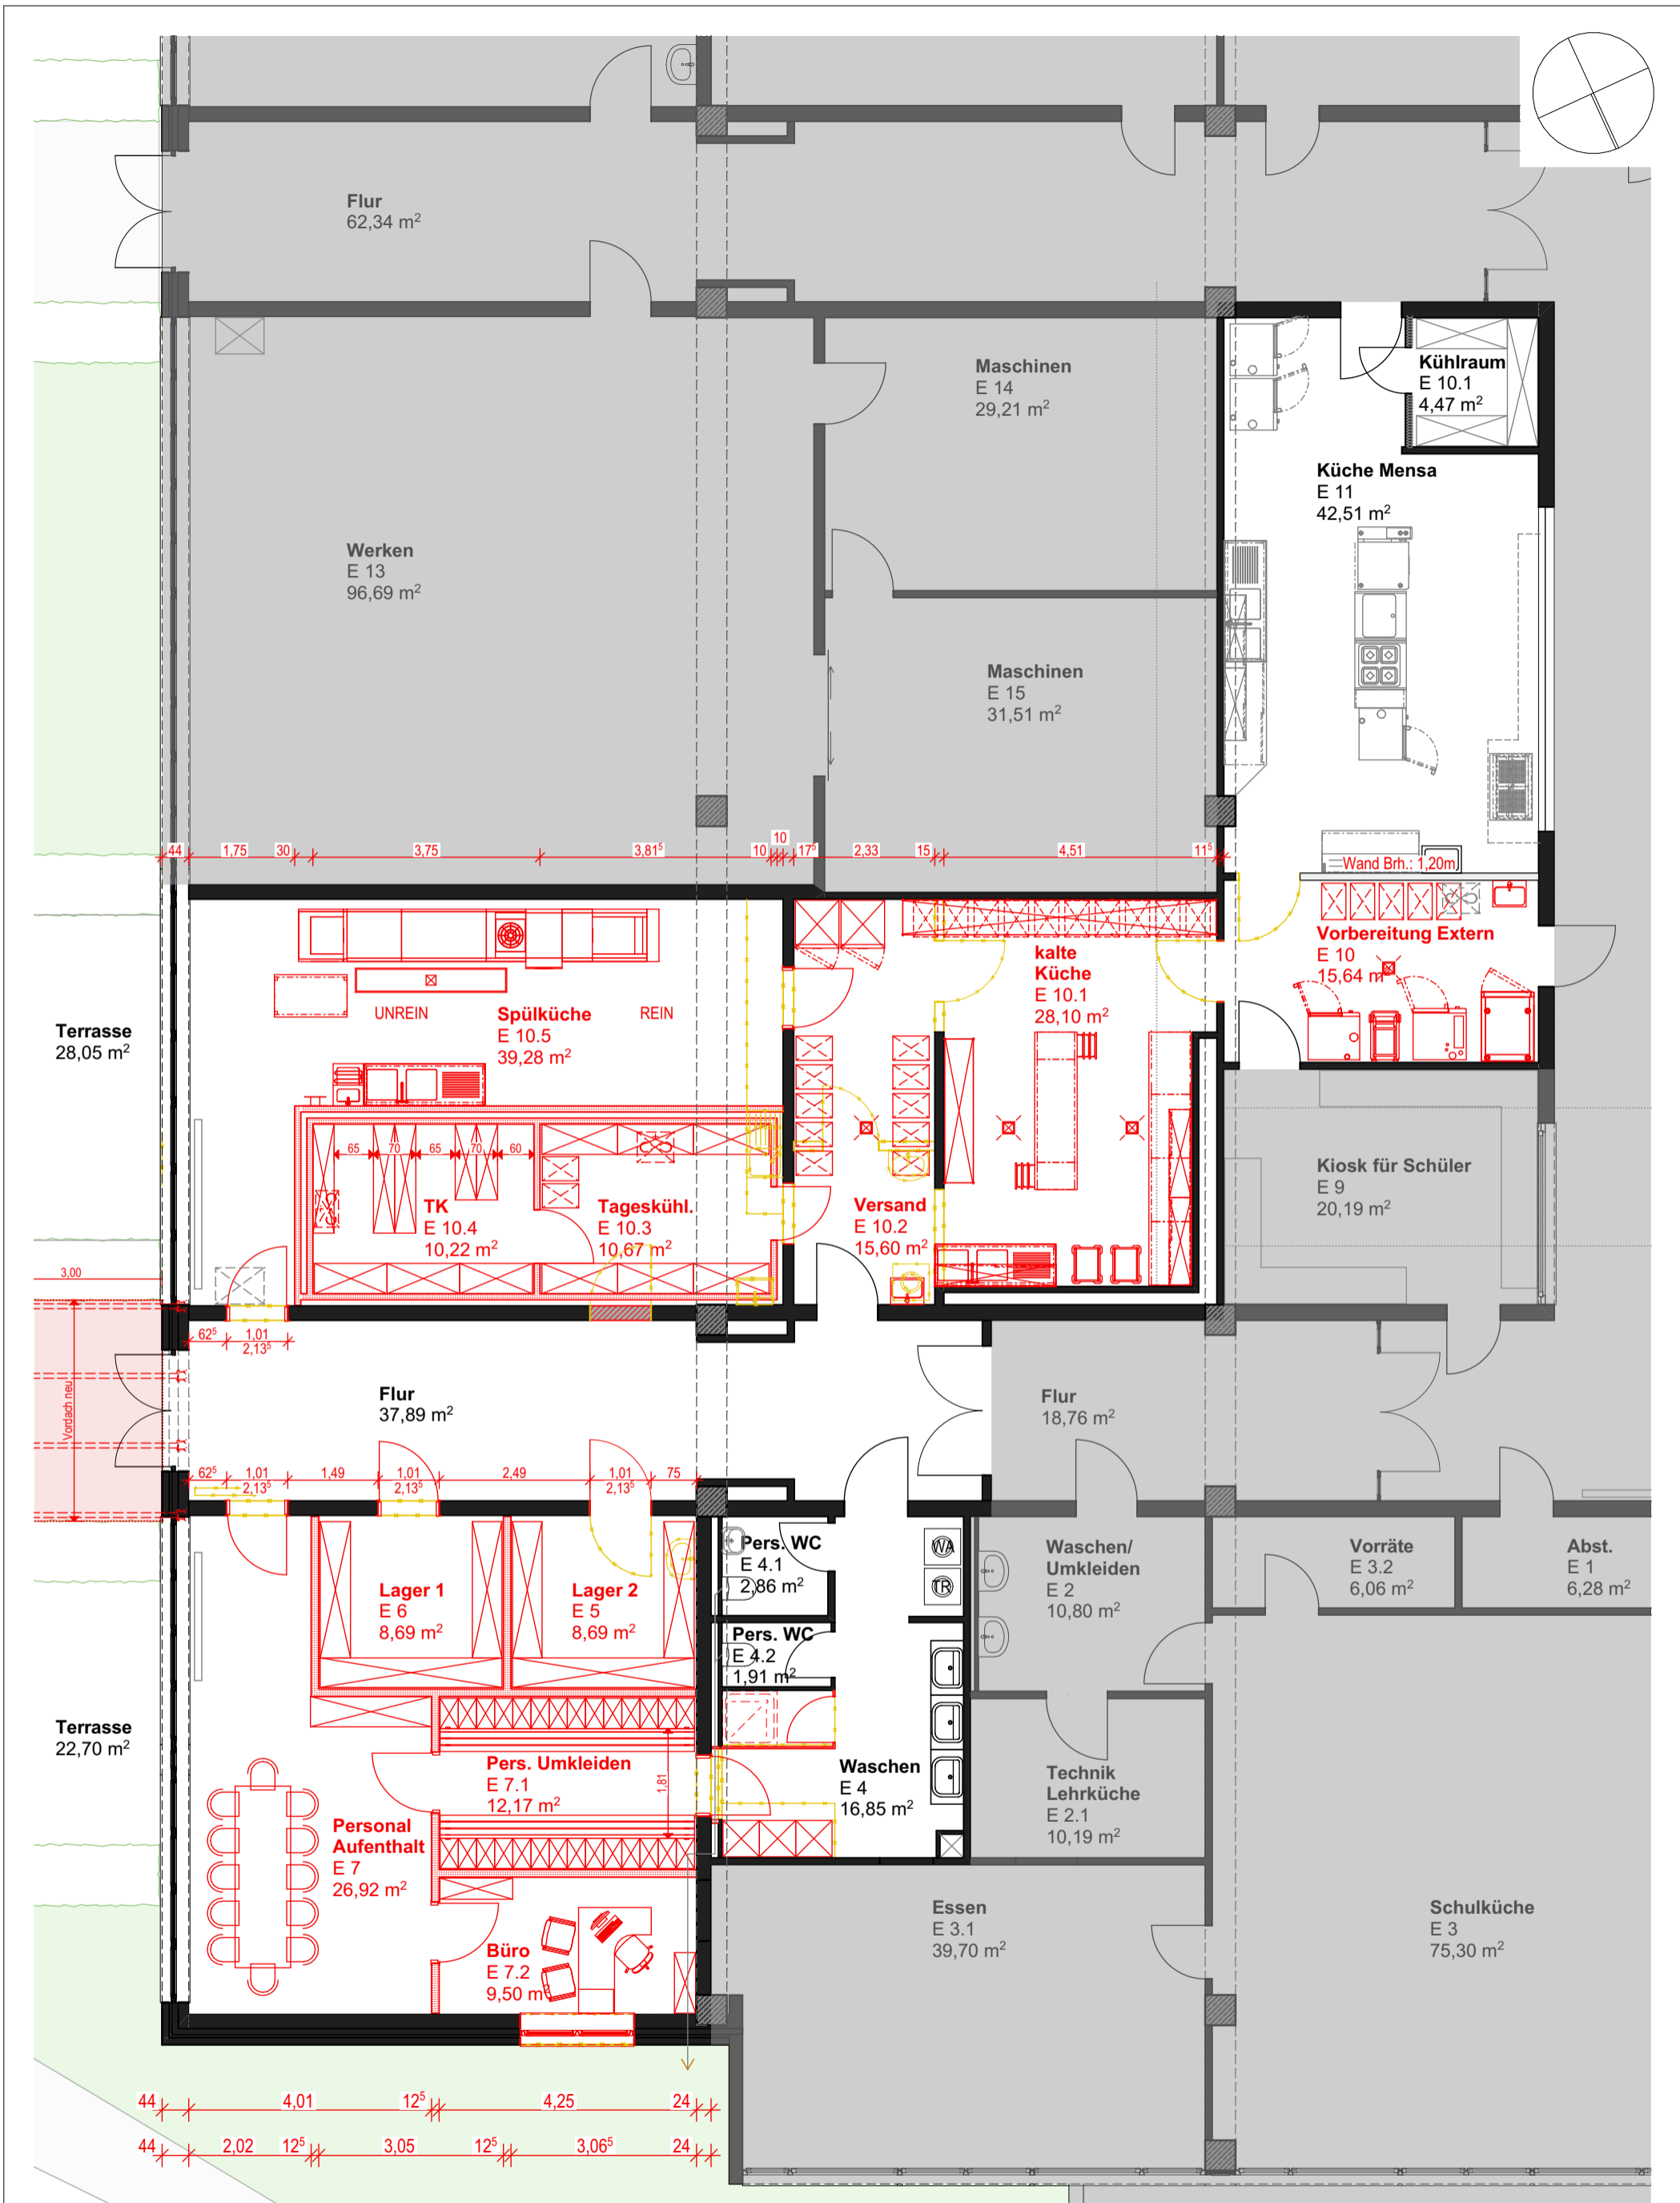 Flur
62,34 m²
Maschinen
E 14
29,21 m²
Kühlraum
E 10.1
4,47 m²
Küche Mensa
E 11
42,51 m²
Werken
E 13
96,69 m²
Maschinen
E 15
31,51 m²
44 1,75 30 3,75 3,81⁵ 10 10 17⁵ 2,33 15 4,51 11⁵
Wand Brh.: 1,20m
Vorbereitung Extern
E 10
15,64 m²
kalte
Küche
E 10.1
28,10 m²
UNREIN
REIN
Spülküche
E 10.5
39,28 m²
Terrasse
28,05 m²
65 70 65 70 60
TK
E 10.4
10,22 m²
Tageskühl.
E 10.3
10,67 m²
Versand
E 10.2
15,60 m²
Kiosk für Schüler
E 9
20,19 m²
3,00
62⁵ 1,01
2,13⁵
Vordach neu
Flur
37,89 m²
Flur
18,76 m²
62⁵ 1,01 1,49 1,01 2,49 1,01 75
2,13⁵ 2,13⁵ 2,13⁵
Pers. WC
E 4.1
2,86 m²
WA
TR
Waschen/
Umkleiden
E 2
10,80 m²
Vorräte
E 3.2
6,06 m²
Abst.
E 1
6,28 m²
Lager 1
E 6
8,69 m²
Lager 2
E 5
8,69 m²
Pers. WC
E 4.2
1,91 m²
Terrasse
22,70 m²
Pers. Umkleiden
E 7.1
12,17 m²
1,81
Waschen
E 4
16,85 m²
Technik
Lehrküche
E 2.1
10,19 m²
Personal
Aufenthalt
E 7
26,92 m²
Büro
E 7.2
9,50 m²
Essen
E 3.1
39,70 m²
Schulküche
E 3
75,30 m²
44 4,01 12⁵ 4,25 24
44 2,02 12⁵ 3,05 12⁵ 3,06⁵ 24